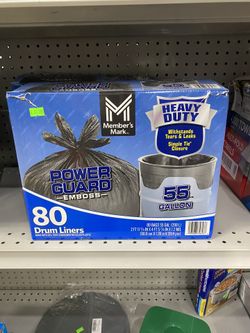 Member's
Mark
HEAVY
DUTY
Withstands
Tears & Leaks
Simple Tie
Closure
POWER
GUARD
EMBOSS
55
GALLON
80
Drum Liners